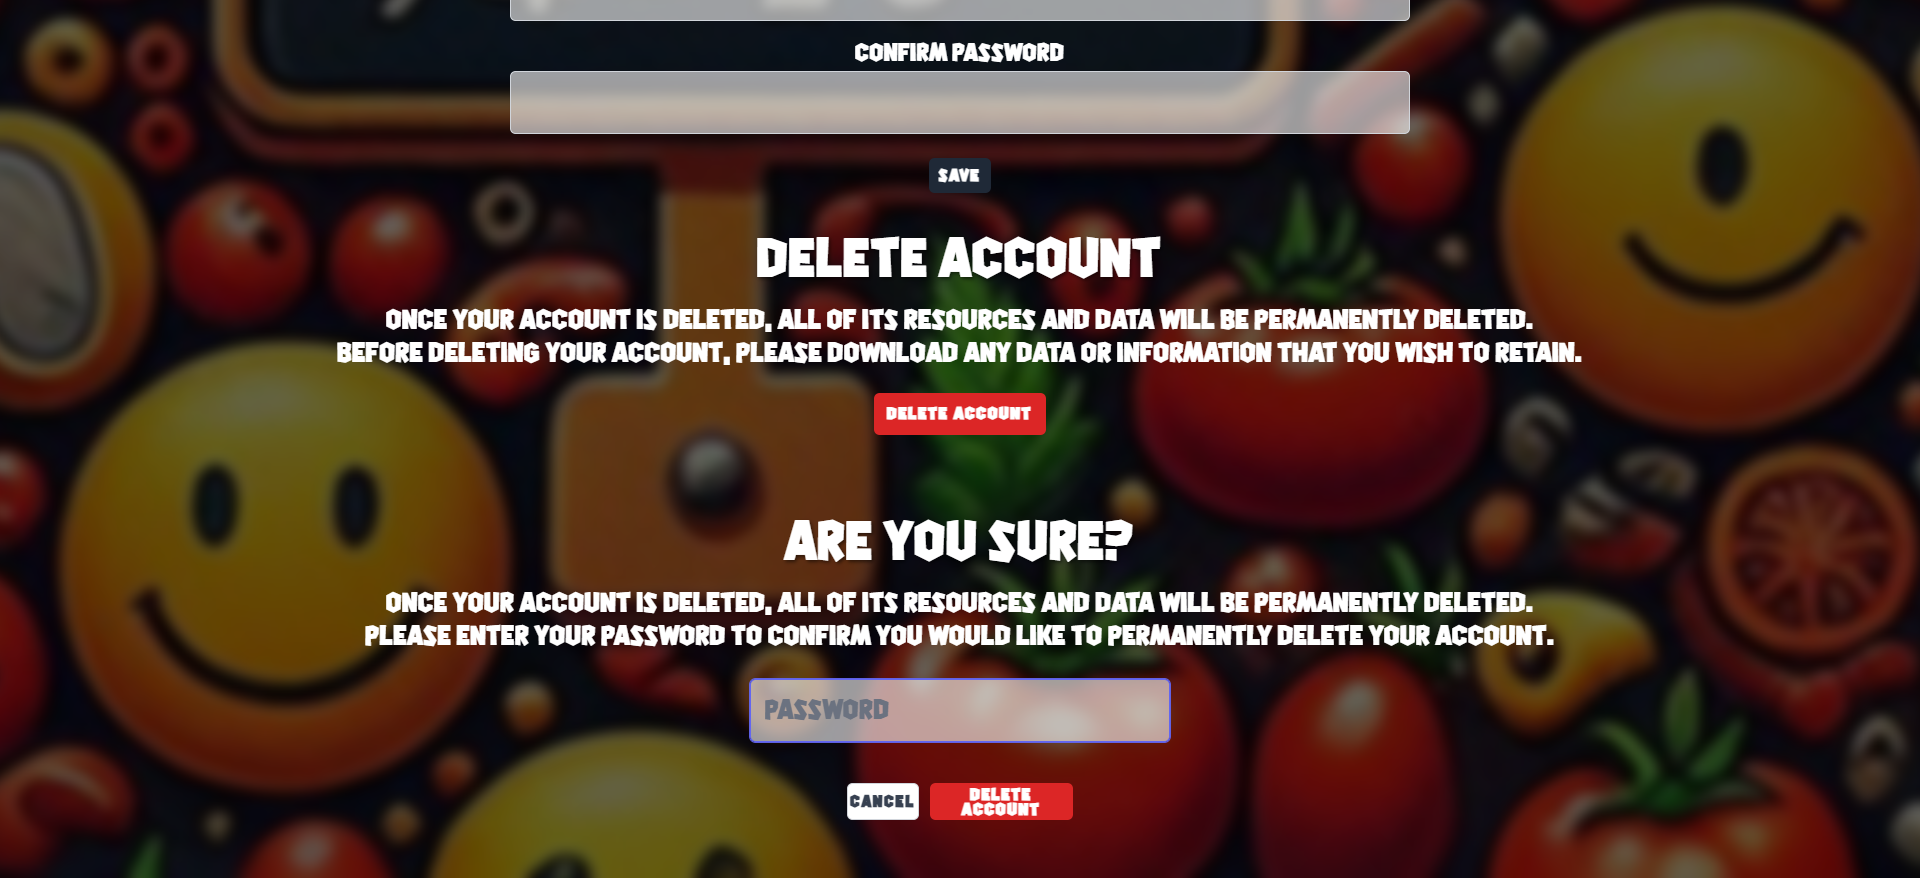 CONFIRM PASSWORD
SAVE
DELETE ACCOUNT
ONCE YOUR ACCOUNT IS DELETED, ALL OF ITS RESOURCES AND DATA WILL BE PERMANENTLY DELETED.
BEFORE DELETING YOUR ACCOUNT, PLEASE DOWNLOAD ANY DATA OR INFORMATION THAT YOU WISH TO RETAIN.
DELETE ACCOUNT
ARE YOU SURE?
ONCE YOUR ACCOUNT IS DELETED, ALL OF ITS RESOURCES AND DATA WILL BE PERMANENTLY DELETED.
PLEASE ENTER YOUR PASSWORD TO CONFIRM YOU WOULD LIKE TO PERMANENTLY DELETE YOUR ACCOUNT.
PASSWORD
CANCEL
DELETE
ACCOUNT